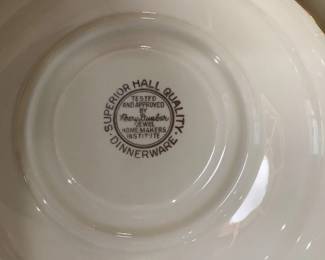 SUPERIOR HALL QUALITY
TESTED
AND APPROVED
BY
Mary Dunbar
JEWEL
HOMEMAKERS
INSTITUTE
DINNERWARE